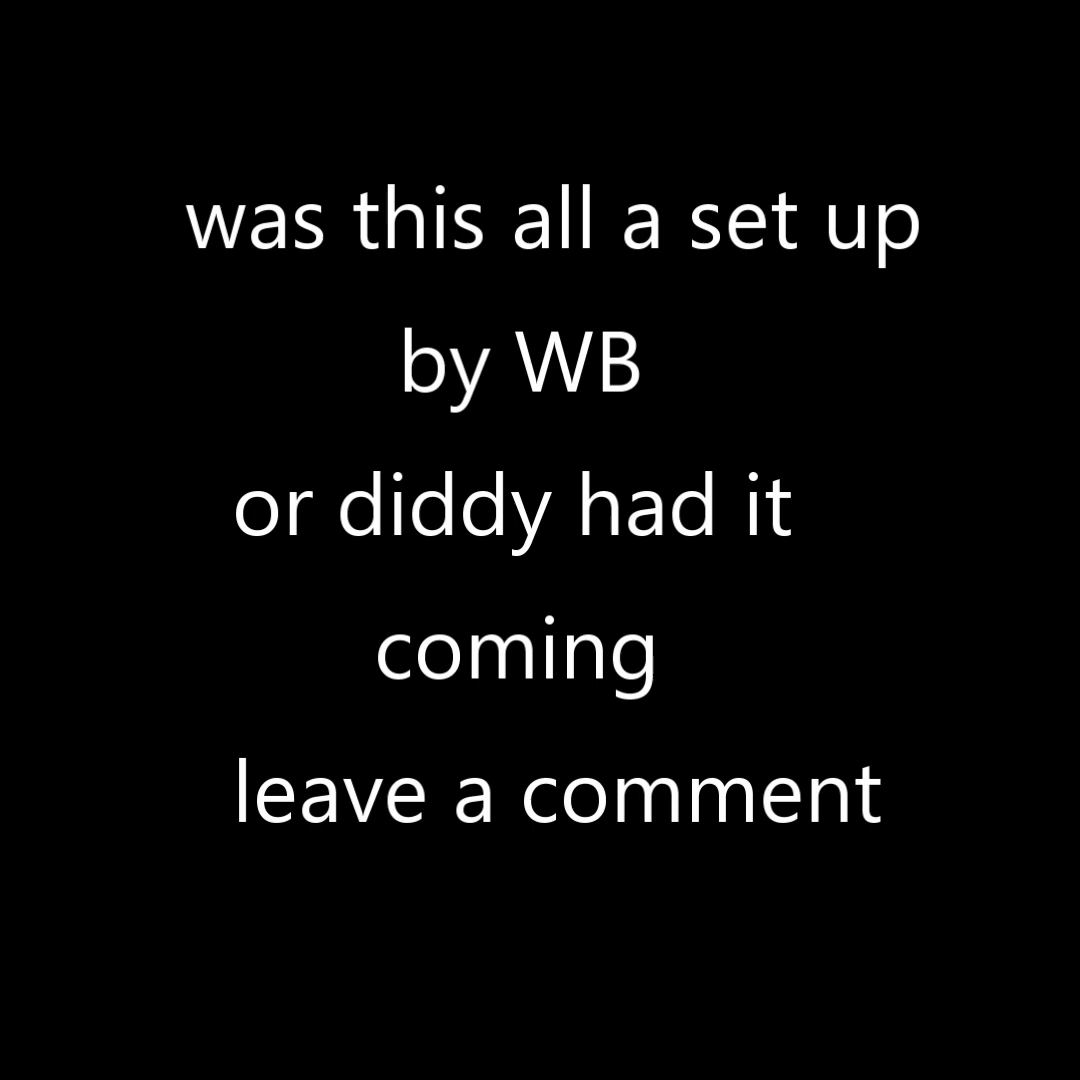 was this all a set up
by WB
or diddy had it
coming
leave a comment